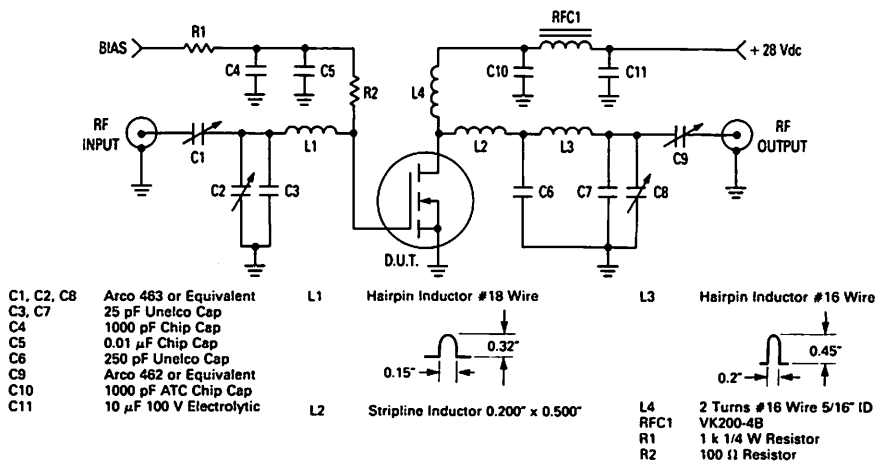 RFC1
R1
BIAS
+ 28 Vdc
C4
C5
C10
C11
R2
L4
RF
INPUT
RF
OUTPUT
C1
L1
L2
L3
C9
C2
C3
C6
C7
C8
D.U.T.
C1, C2, C8 Arco 463 or Equivalent
C3, C7 25 pF Unelco Cap
C4 1000 pF Chip Cap
C5 0.01 μF Chip Cap
C6 250 pF Unelco Cap
C9 Arco 462 or Equivalent
C10 1000 pF ATC Chip Cap
C11 10 μF 100 V Electrolytic
L1 Hairpin Inductor #18 Wire
0.32″
0.15″
L2 Stripline Inductor 0.200″ x 0.500″
L3 Hairpin Inductor #16 Wire
0.45″
0.2″
L4 2 Turns #16 Wire 5/16″ ID
RFC1 VK200-4B
R1 1 k 1/4 W Resistor
R2 100 Ω Resistor